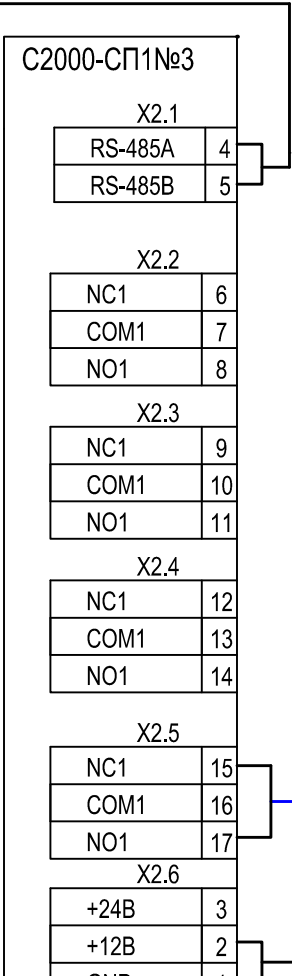 С2000-СП1№3
X2.1
RS-485A 4
RS-485B 5
X2.2
NC1 6
COM1 7
NO1 8
X2.3
NC1 9
COM1 10
NO1 11
X2.4
NC1 12
COM1 13
NO1 14
X2.5
NC1 15
COM1 16
NO1 17
X2.6
+24В 3
+12В 2